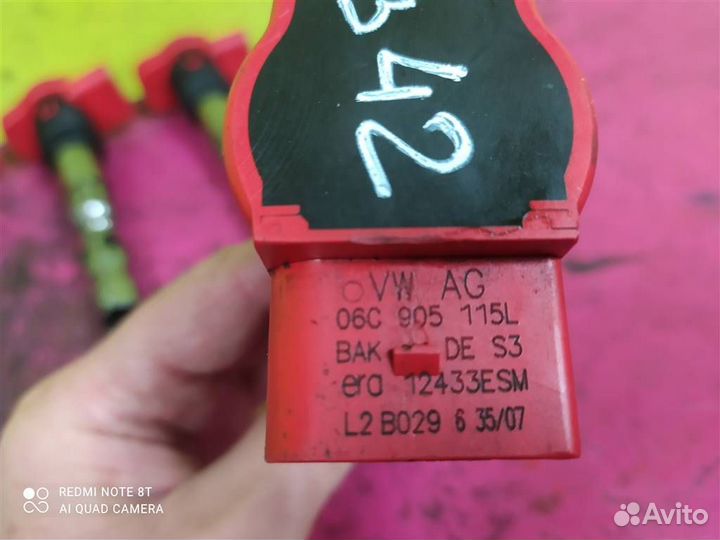 342
VW AG
06C 905 115L
BAK DE S3
era 12433ESM
L2 B029 6 35/07
REDMI NOTE 8T
AI QUAD CAMERA
Avito